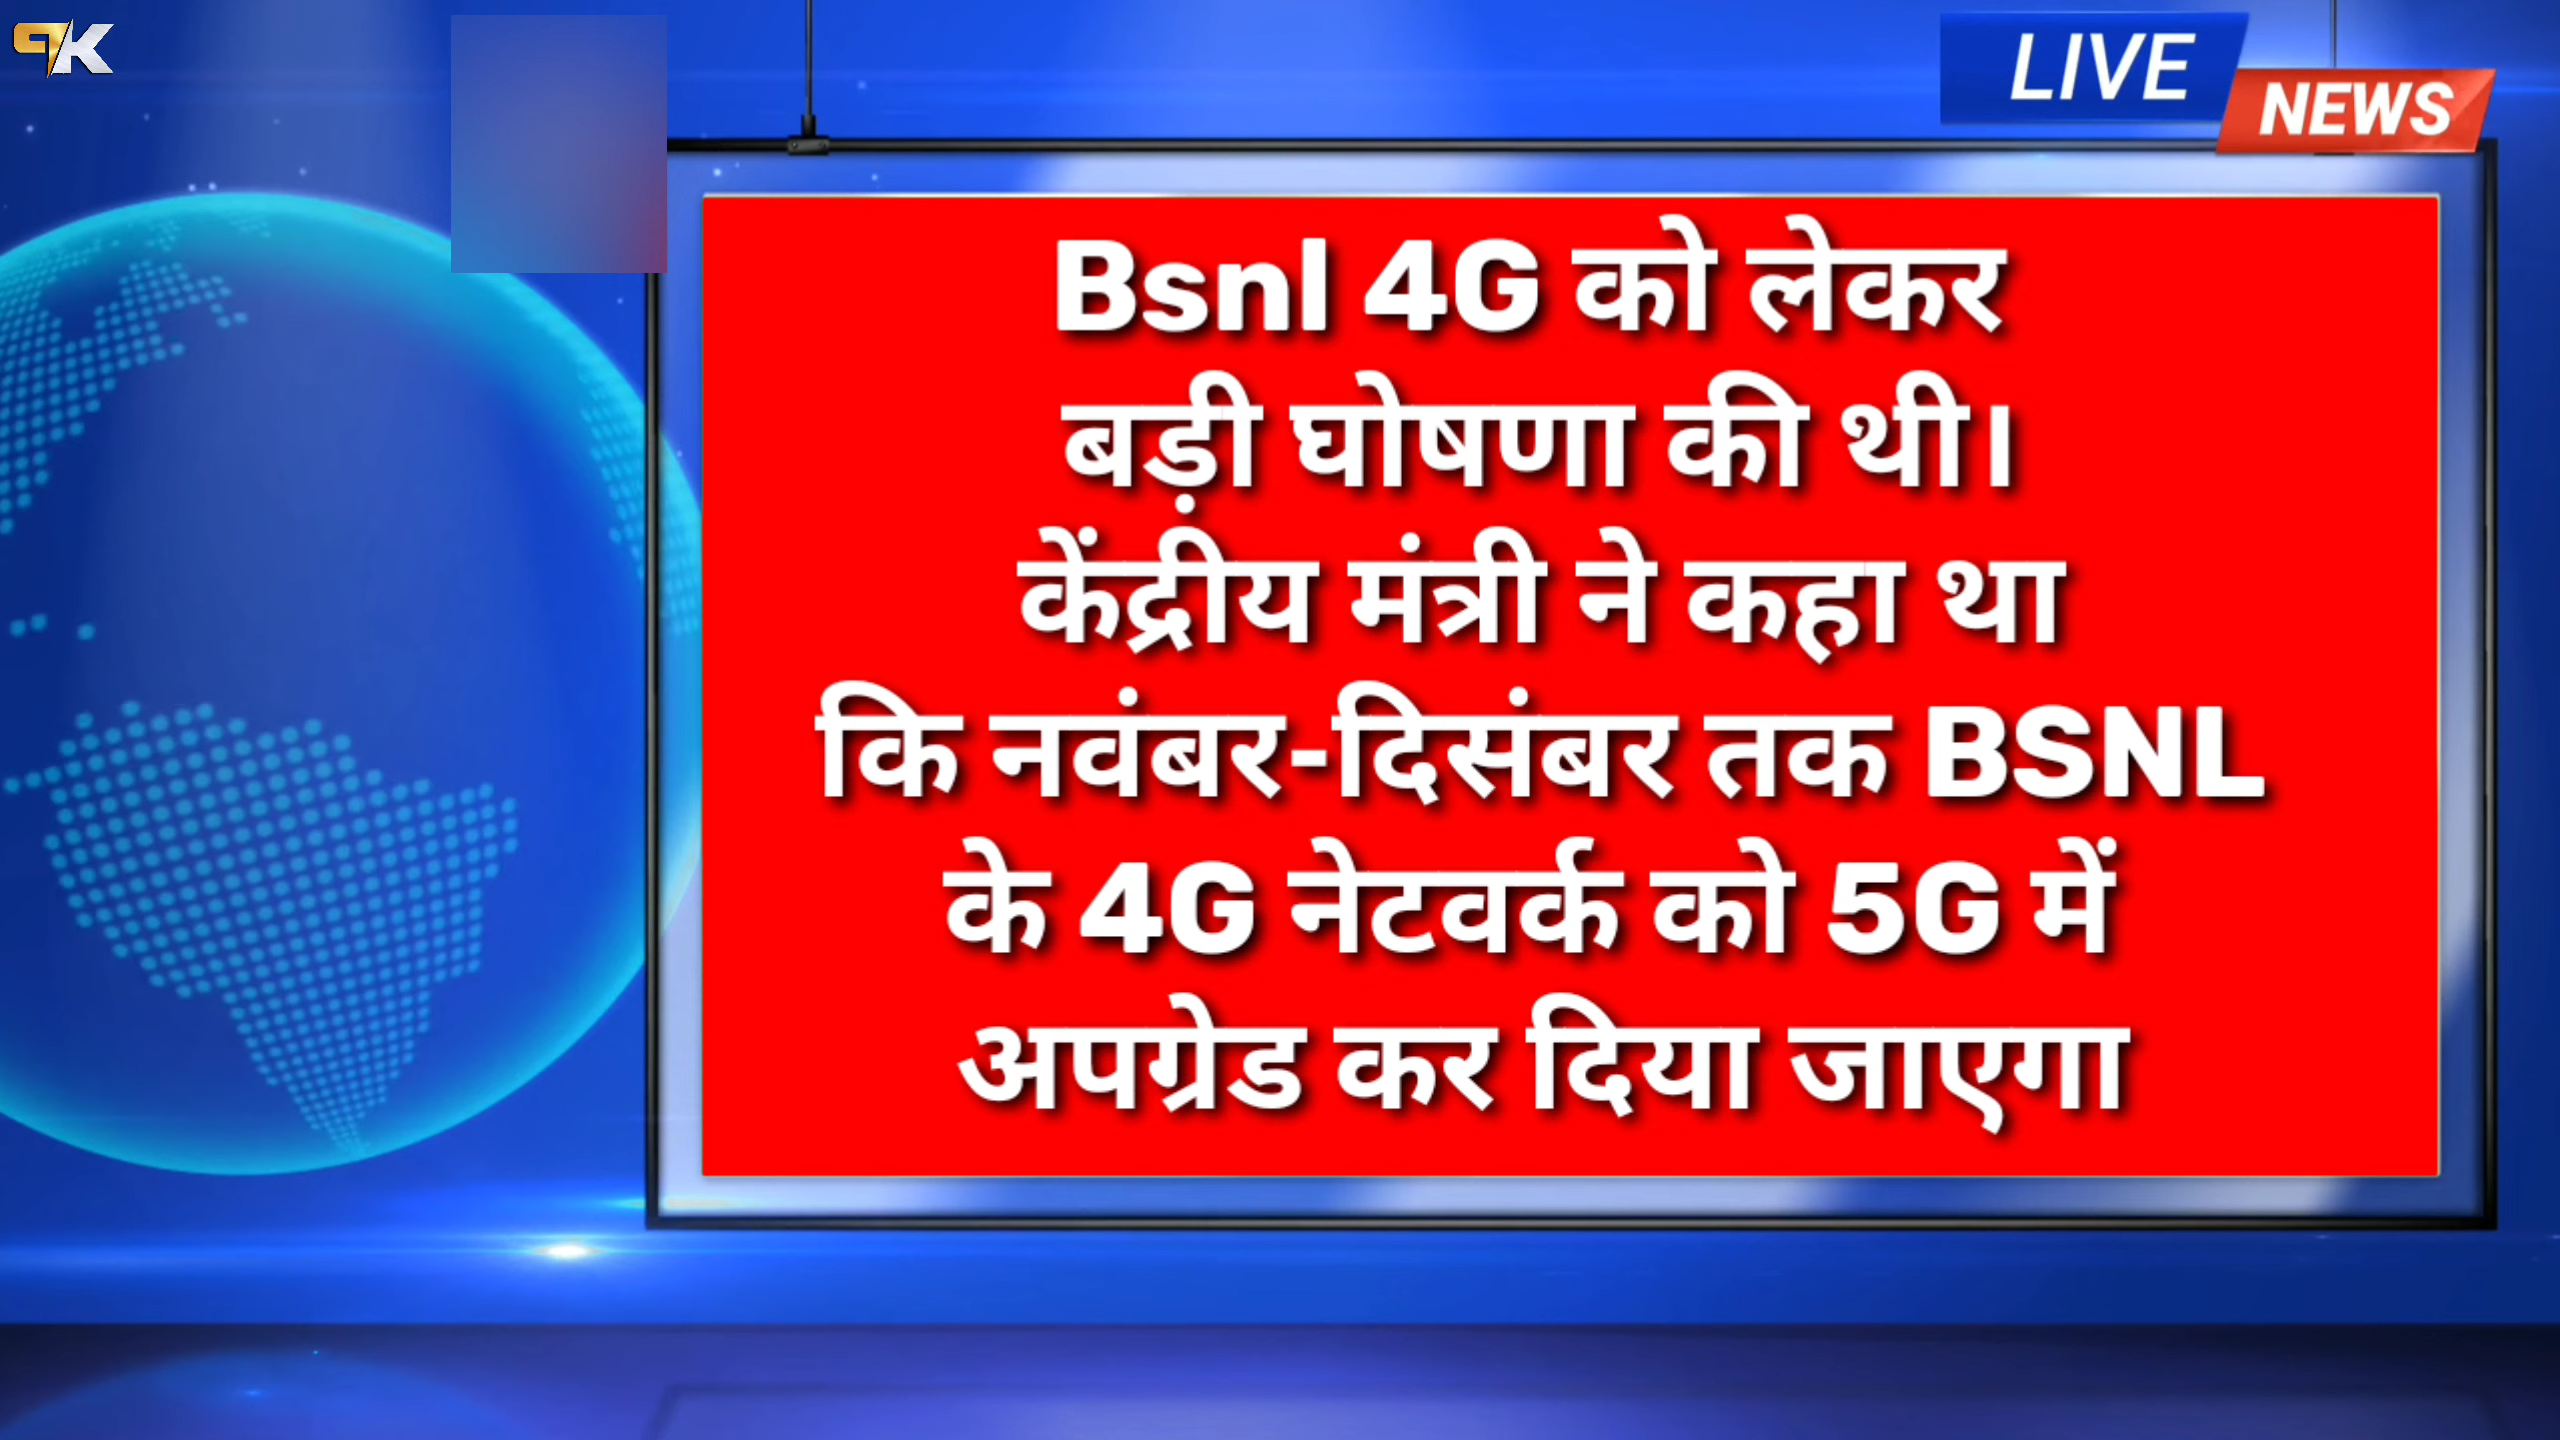 PK
LIVE
NEWS
Bsnl 4G को लेकर
बड़ी घोषणा की थी।
केंद्रीय मंत्री ने कहा था
कि नवंबर-दिसंबर तक BSNL
के 4G नेटवर्क को 5G में
अपग्रेड कर दिया जाएगा